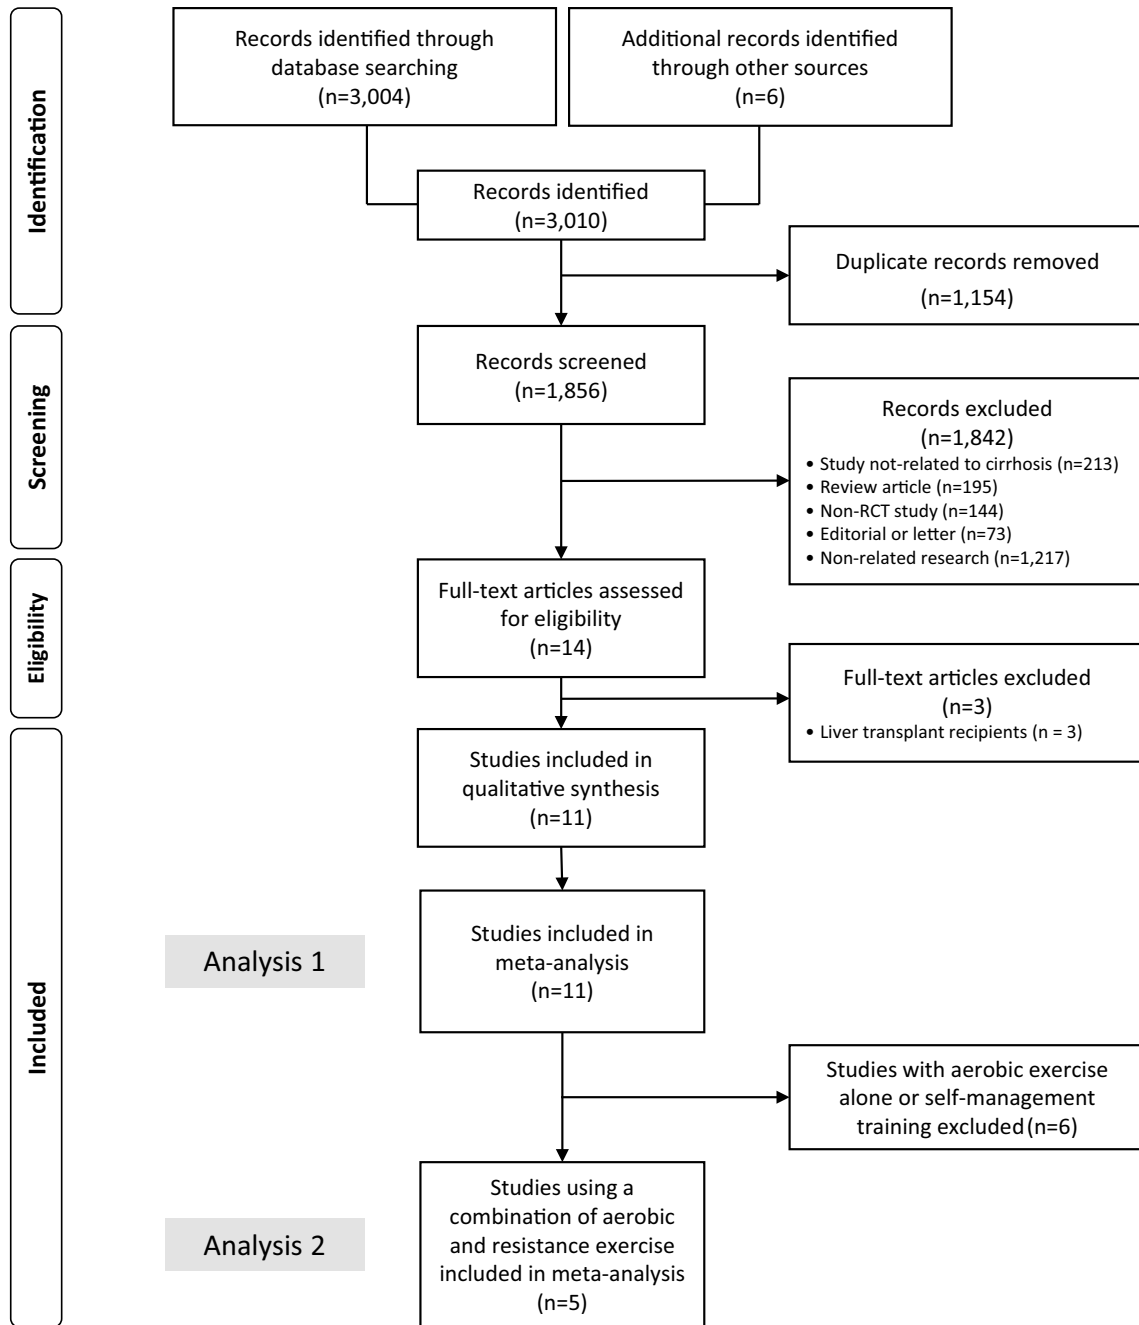 Identification
Records identified through
database searching
(n=3,004)
Additional records identified
through other sources
(n=6)
Records identified
(n=3,010)
Duplicate records removed
(n=1,154)
Screening
Records screened
(n=1,856)
Records excluded
(n=1,842)
• Study not-related to cirrhosis (n=213)
• Review article (n=195)
• Non-RCT study (n=144)
• Editorial or letter (n=73)
• Non-related research (n=1,217)
Eligibility
Full-text articles assessed
for eligibility
(n=14)
Full-text articles excluded
(n=3)
• Liver transplant recipients (n = 3)
Included
Studies included in
qualitative synthesis
(n=11)
Analysis 1
Studies included in
meta-analysis
(n=11)
Studies with aerobic exercise
alone or self-management
training excluded (n=6)
Analysis 2
Studies using a
combination of aerobic
and resistance exercise
included in meta-analysis
(n=5)